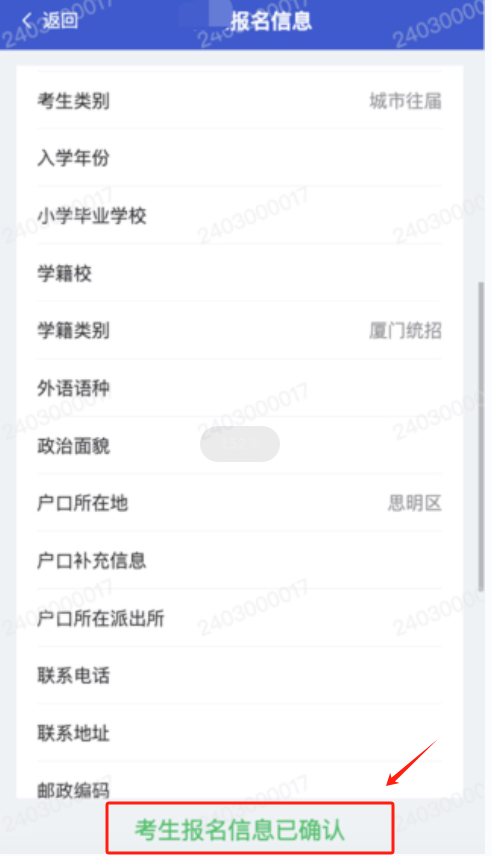 返回 报名信息
考生类别 城市往届
入学年份
小学毕业学校
学籍校
学籍类别 厦门统招
外语语种
政治面貌
户口所在地 思明区
户口补充信息
户口所在派出所
联系电话
联系地址
邮政编码
考生报名信息已确认
2403000017